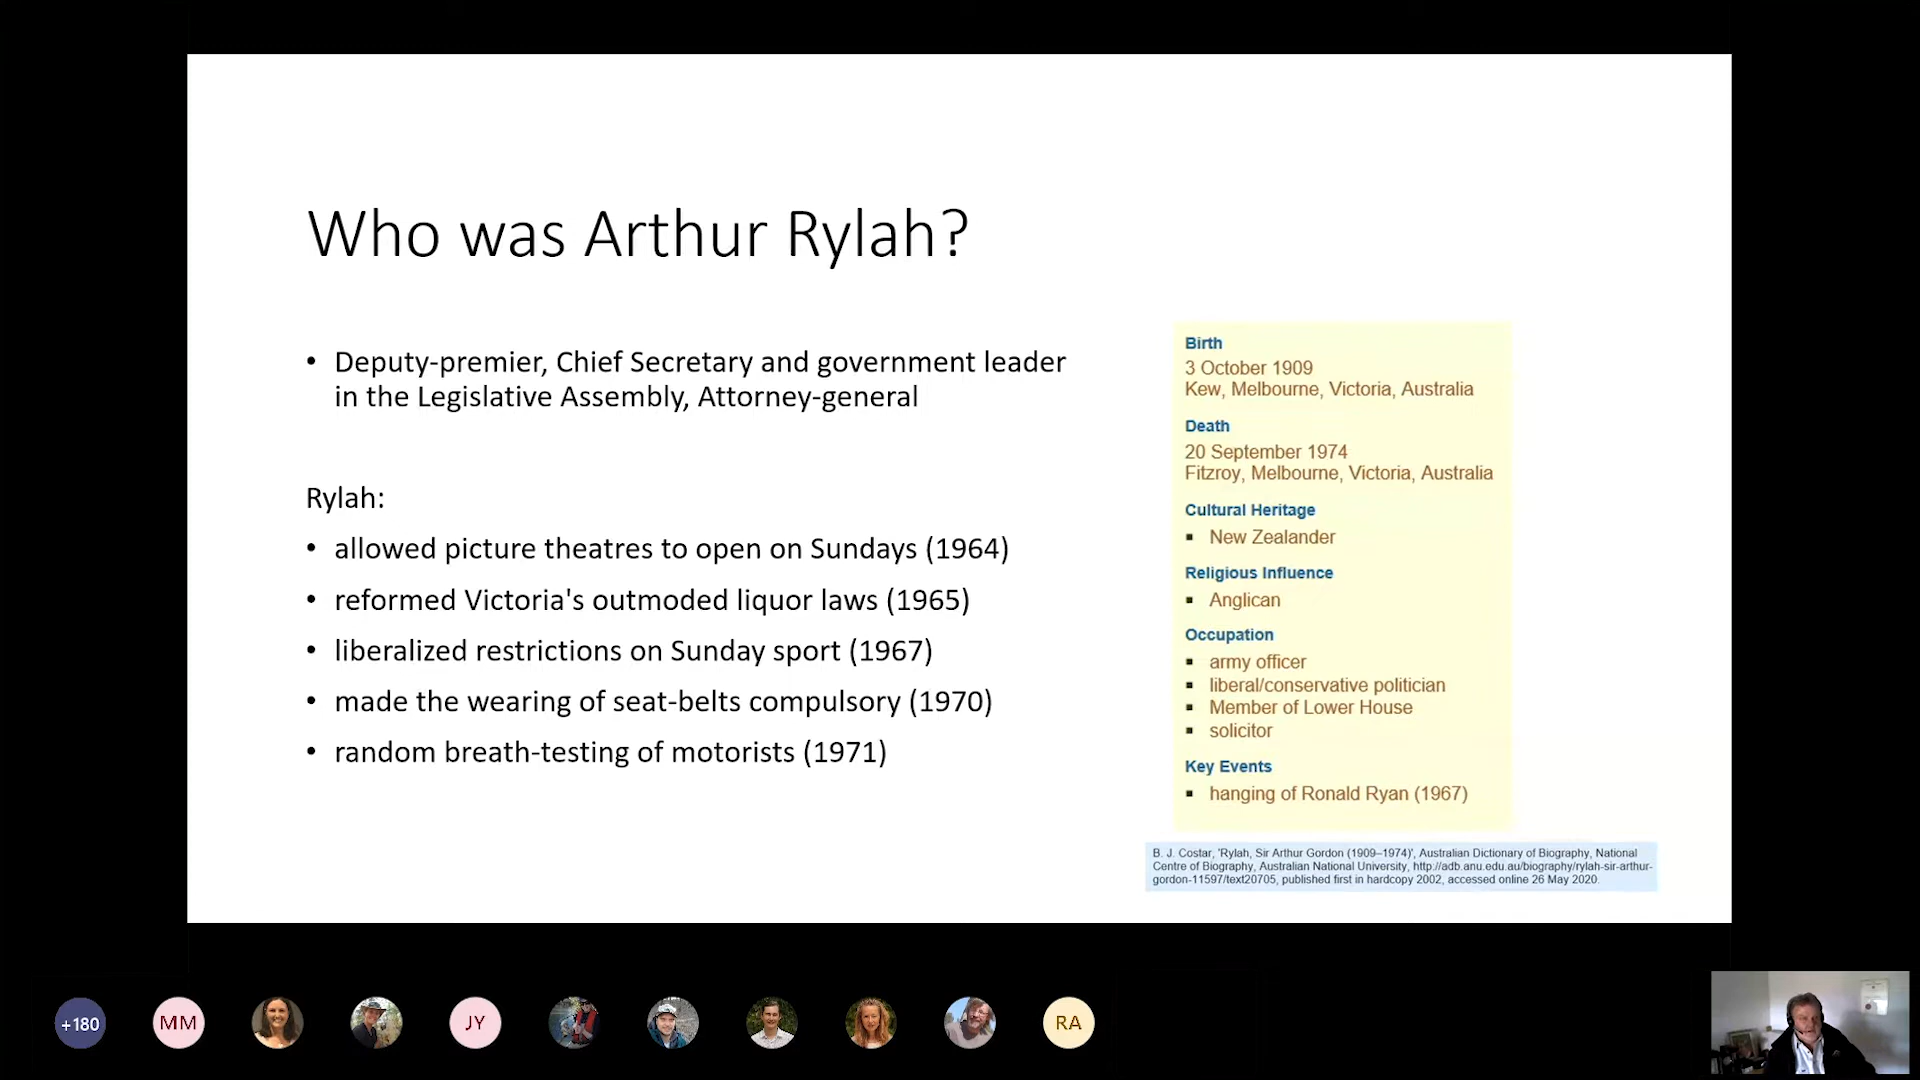 Who was Arthur Rylah?
• Deputy-premier, Chief Secretary and government leader
in the Legislative Assembly, Attorney-general
Rylah:
• allowed picture theatres to open on Sundays (1964)
• reformed Victoria's outmoded liquor laws (1965)
• liberalized restrictions on Sunday sport (1967)
• made the wearing of seat-belts compulsory (1970)
• random breath-testing of motorists (1971)
Birth
3 October 1909
Kew, Melbourne, Victoria, Australia
Death
20 September 1974
Fitzroy, Melbourne, Victoria, Australia
Cultural Heritage
▪ New Zealander
Religious Influence
▪ Anglican
Occupation
▪ army officer
▪ liberal/conservative politician
▪ Member of Lower House
▪ solicitor
Key Events
▪ hanging of Ronald Ryan (1967)
B. J. Costar, 'Rylah, Sir Arthur Gordon (1909–1974)', Australian Dictionary of Biography, National
Centre of Biography, Australian National University, http://adb.anu.edu.au/biography/rylah-sir-arthur-
gordon-11597/text20705, published first in hardcopy 2002, accessed online 26 May 2020.
+180
MM
JY
RA